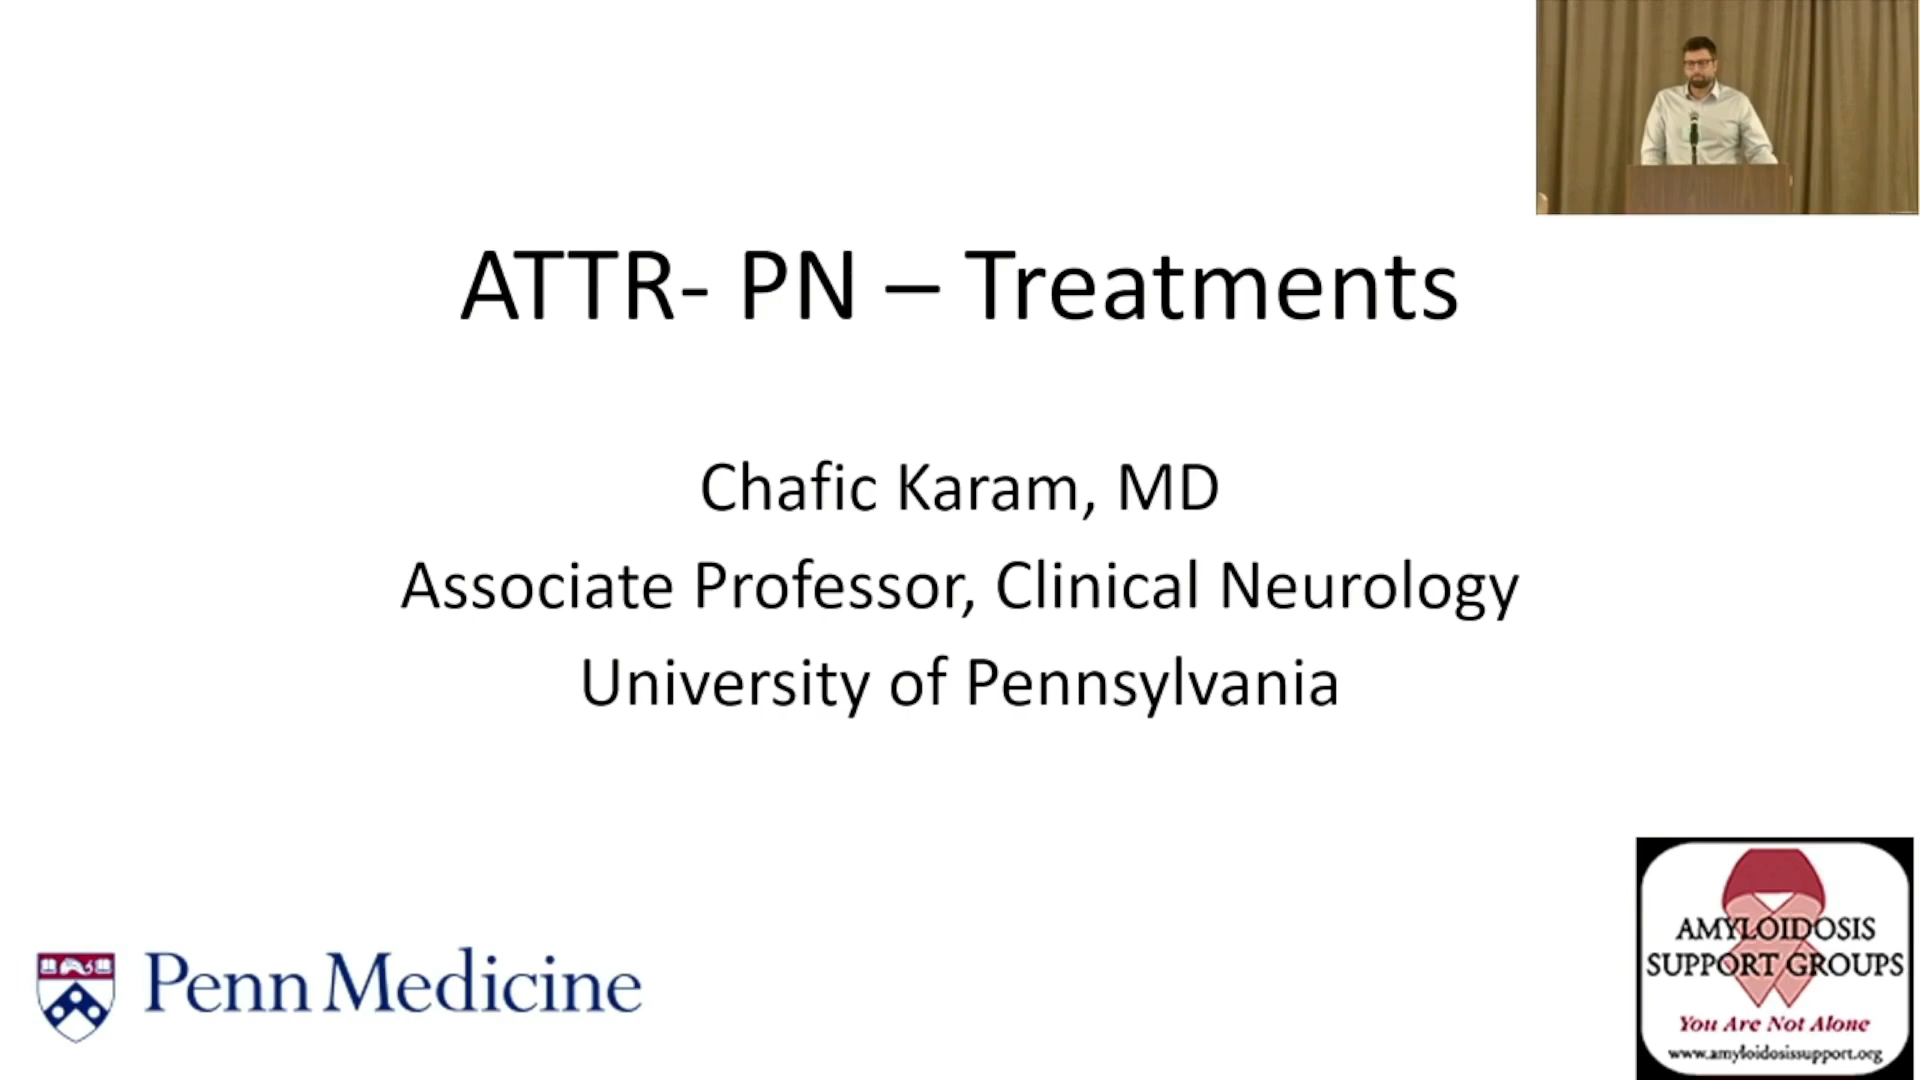 ATTR- PN – Treatments
Chafic Karam, MD
Associate Professor, Clinical Neurology
University of Pennsylvania
Penn Medicine
AMYLOIDOSIS
SUPPORT GROUPS
You Are Not Alone
www.amyloidosissupport.org